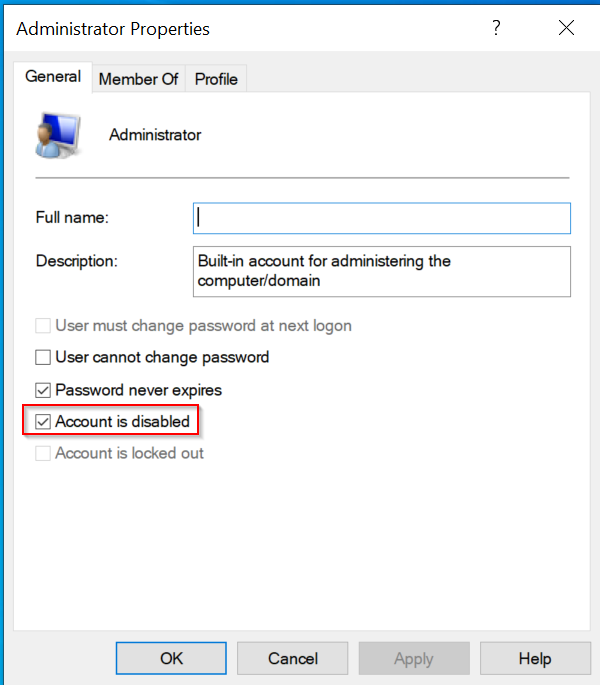 Administrator Properties
?
General Member Of Profile
Administrator
Full name:
Description: Built-in account for administering the
computer/domain
User must change password at next logon
User cannot change password
Password never expires
Account is disabled
Account is locked out
OK Cancel Apply Help